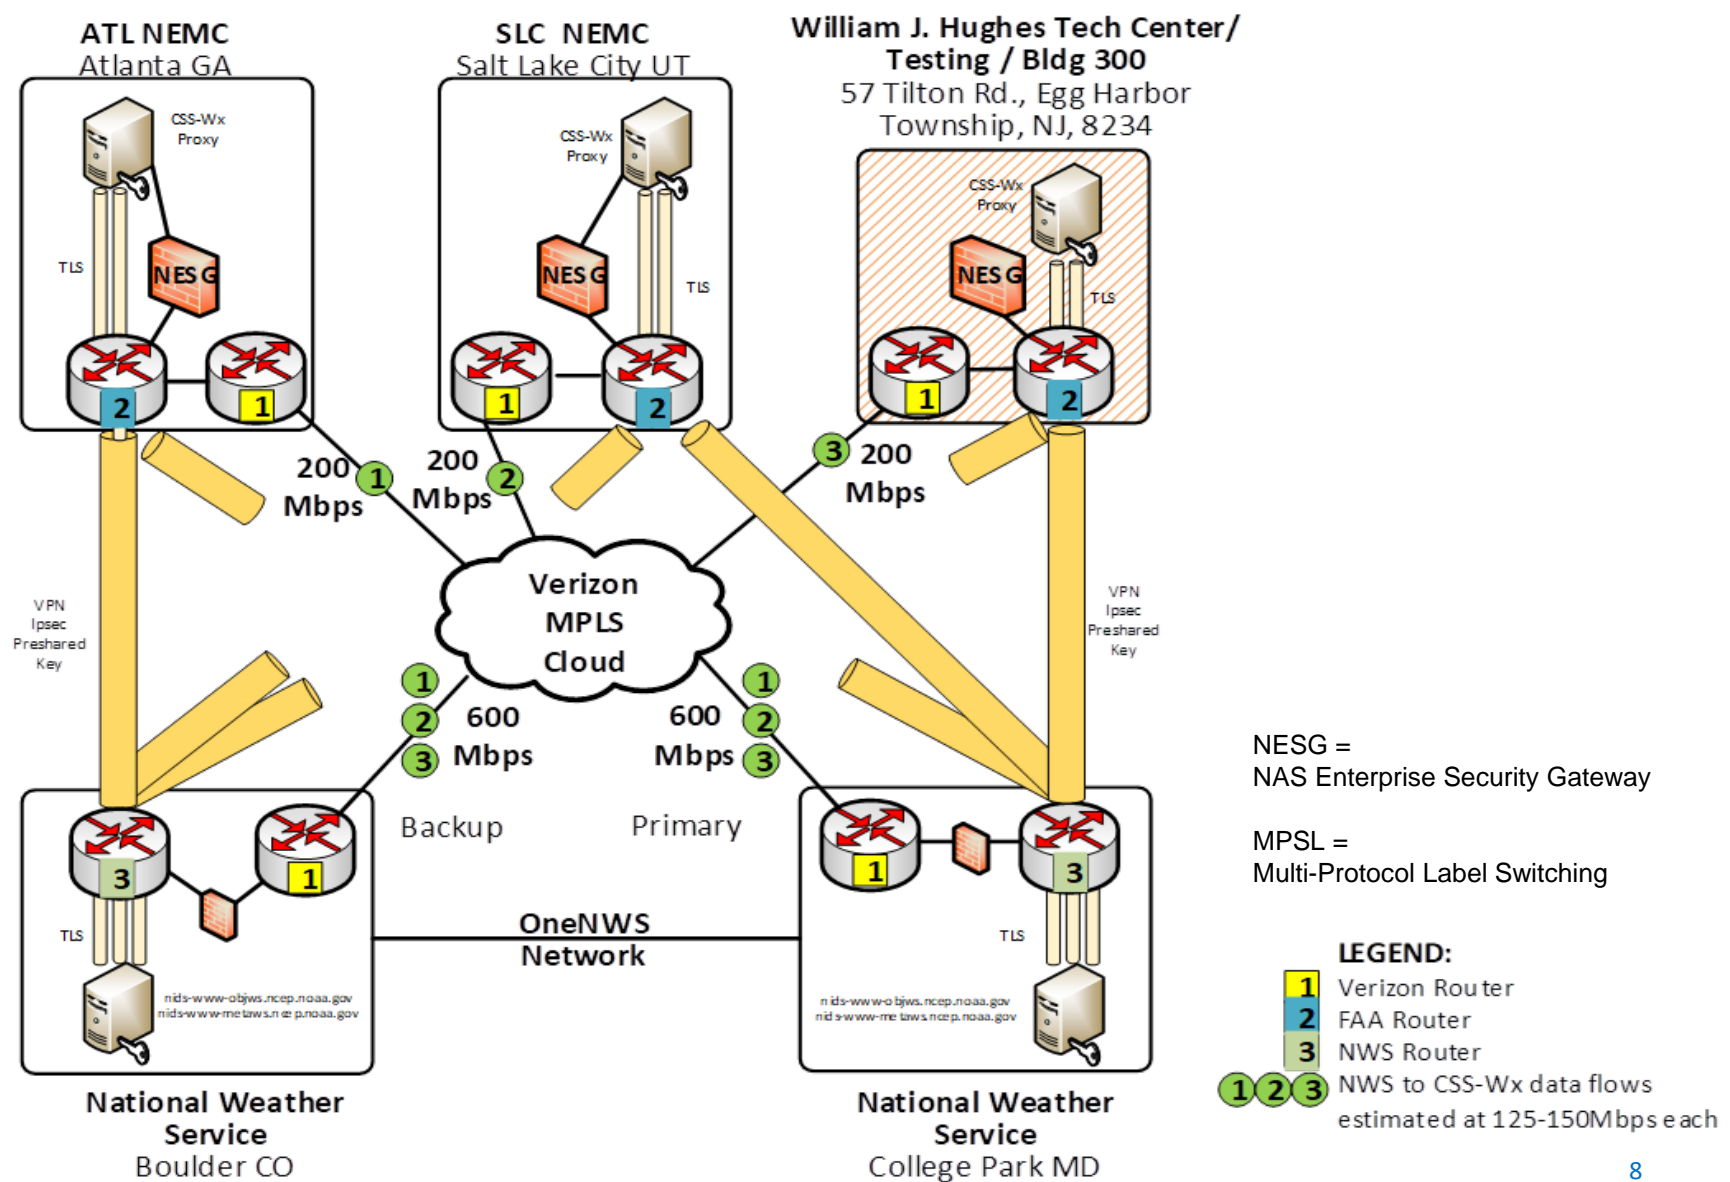 ATL NEMC
Atlanta GA
CSS-Wx
Proxy
TLS
NESG
2
1
SLC NEMC
Salt Lake City UT
CSS-Wx
Proxy
NESG
TLS
1
2
William J. Hughes Tech Center/
Testing / Bldg 300
57 Tilton Rd., Egg Harbor
Township, NJ, 8234
CSS-Wx
Proxy
NESG
TLS
1
2
200
Mbps
1
200
Mbps
2
3
200
Mbps
Verizon
MPLS
Cloud
VPN
Ipsec
Preshared
Key
VPN
Ipsec
Preshared
Key
1
2
3
600
Mbps
600
Mbps
1
2
3
Backup
Primary
3
1
TLS
nids-www-objws.ncep.noaa.gov
nids-www-metaws.ncep.noaa.gov
National Weather
Service
Boulder CO
OneNWS
Network
1
3
TLS
nids-www-objws.ncep.noaa.gov
nids-www-metaws.ncep.noaa.gov
National Weather
Service
College Park MD
NESG =
NAS Enterprise Security Gateway
MPSL =
Multi-Protocol Label Switching
LEGEND:
1 Verizon Router
2 FAA Router
3 NWS Router
1 2 3 NWS to CSS-Wx data flows
estimated at 125-150Mbps each
8